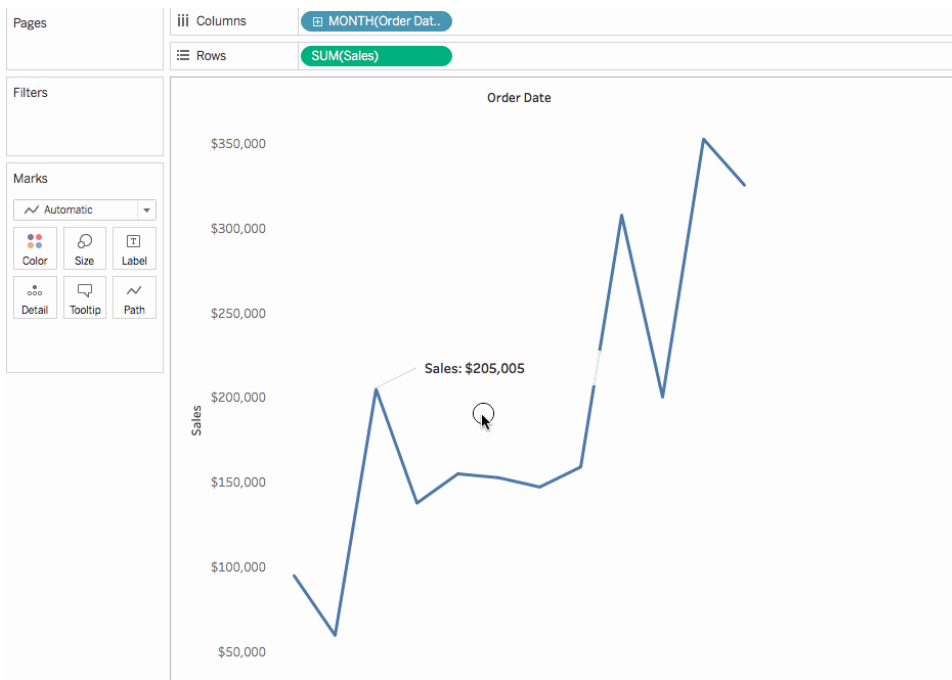 Pages
Columns
MONTH(Order Dat..
Rows
SUM(Sales)
Filters
Marks
Automatic
Color
Size
T
Label
Detail
Tooltip
Path
Order Date
$350,000
$300,000
$250,000
$200,000
$150,000
$100,000
$50,000
Sales
Sales: $205,005